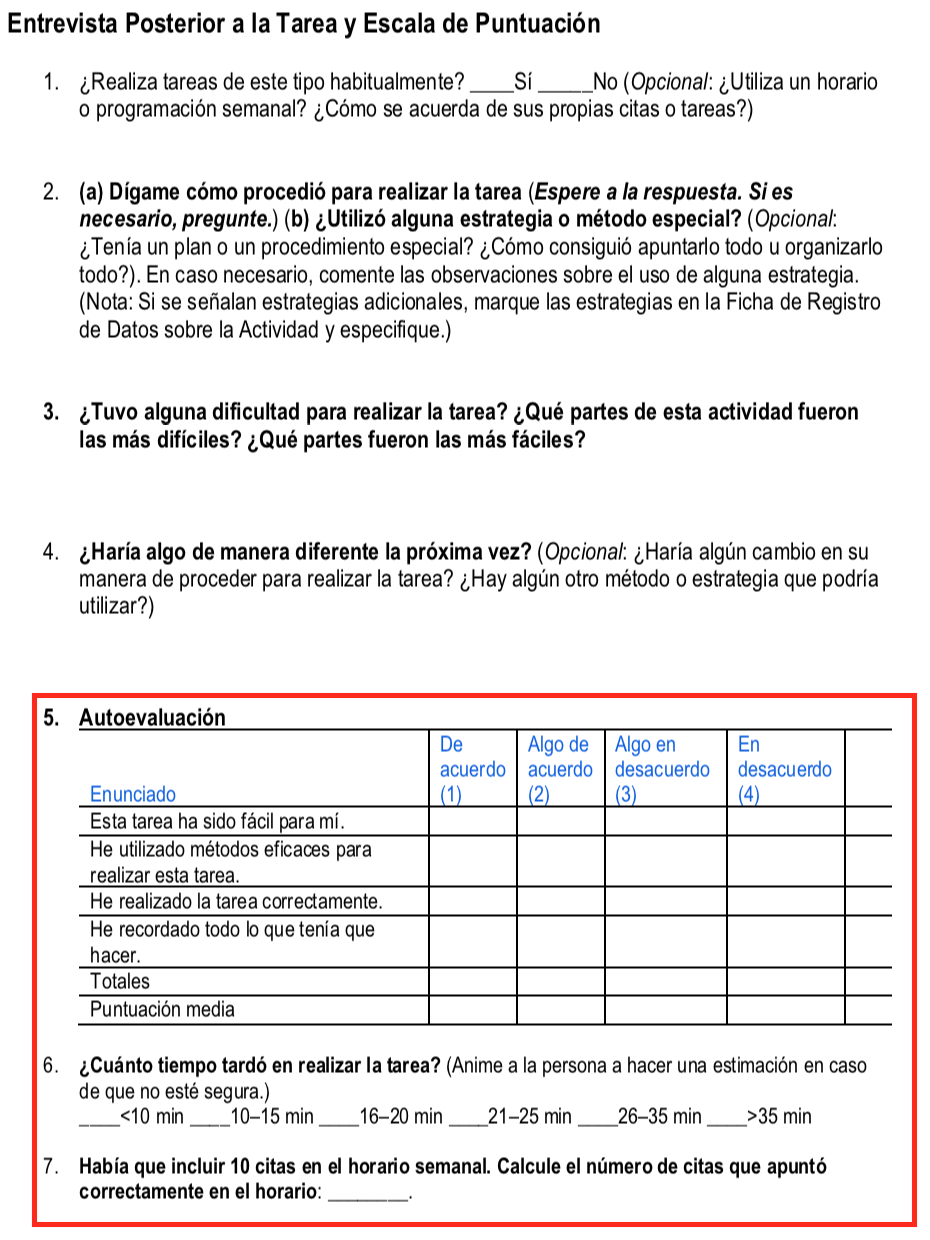 Entrevista Posterior a la Tarea y Escala de Puntuación
1. ¿Realiza tareas de este tipo habitualmente? ____Sí _____No (Opcional: ¿Utiliza un horario
o programación semanal? ¿Cómo se acuerda de sus propias citas o tareas?)
2. (a) Dígame cómo procedió para realizar la tarea (Espere a la respuesta. Si es
necesario, pregunte.) (b) ¿Utilizó alguna estrategia o método especial? (Opcional:
¿Tenía un plan o un procedimiento especial? ¿Cómo consiguió apuntarlo todo u organizarlo
todo?). En caso necesario, comente las observaciones sobre el uso de alguna estrategia.
(Nota: Si se señalan estrategias adicionales, marque las estrategias en la Ficha de Registro
de Datos sobre la Actividad y especifique.)
3. ¿Tuvo alguna dificultad para realizar la tarea? ¿Qué partes de esta actividad fueron
las más difíciles? ¿Qué partes fueron las más fáciles?
4. ¿Haría algo de manera diferente la próxima vez? (Opcional: ¿Haría algún cambio en su
manera de proceder para realizar la tarea? ¿Hay algún otro método o estrategia que podría
utilizar?)
5. Autoevaluación
De Algo de Algo en En
acuerdo acuerdo desacuerdo desacuerdo
Enunciado (1) (2) (3) (4)
Esta tarea ha sido fácil para mí.
He utilizado métodos eficaces para
realizar esta tarea.
He realizado la tarea correctamente.
He recordado todo lo que tenía que
hacer.
Totales
Puntuación media
6. ¿Cuánto tiempo tardó en realizar la tarea? (Anime a la persona a hacer una estimación en caso
de que no esté segura.)
____<10 min ____10–15 min ____16–20 min ____21–25 min ____26–35 min ____>35 min
7. Había que incluir 10 citas en el horario semanal. Calcule el número de citas que apuntó
correctamente en el horario: ________.